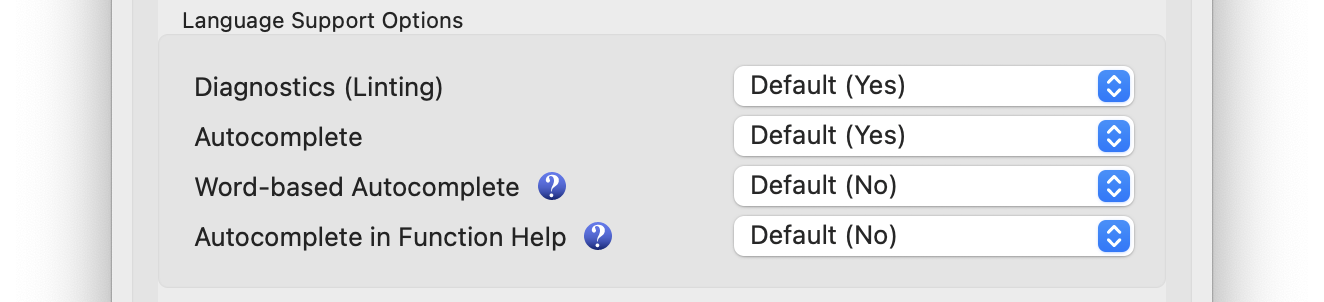 Language Support Options
Diagnostics (Linting) Default (Yes)
Autocomplete Default (Yes)
Word-based Autocomplete ? Default (No)
Autocomplete in Function Help ? Default (No)